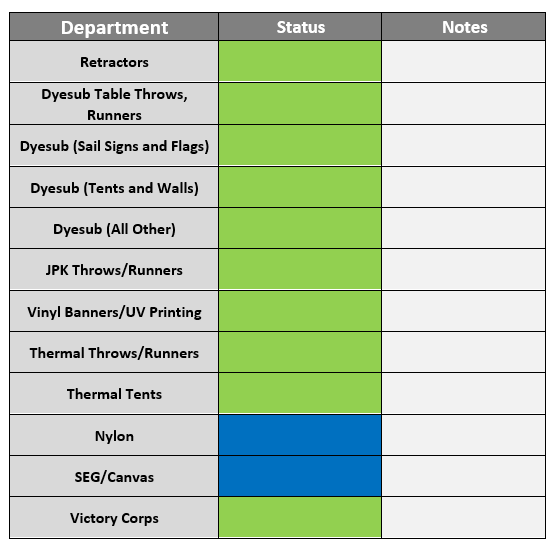 Department Status Notes
Retractors
Dyesub Table Throws,
Runners
Dyesub (Sail Signs and Flags)
Dyesub (Tents and Walls)
Dyesub (All Other)
JPK Throws/Runners
Vinyl Banners/UV Printing
Thermal Throws/Runners
Thermal Tents
Nylon
SEG/Canvas
Victory Corps